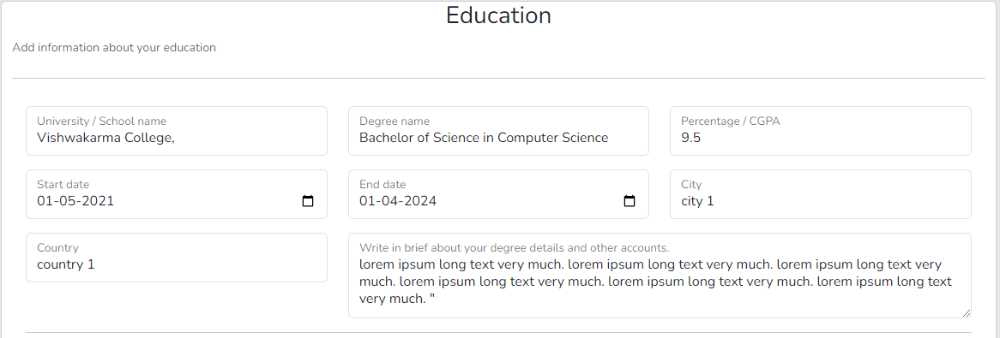 Education
Add information about your education
University / School name
Vishwakarma College,
Degree name
Bachelor of Science in Computer Science
Percentage / CGPA
9.5
Start date
01-05-2021
End date
01-04-2024
City
city 1
Country
country 1
Write in brief about your degree details and other accounts.
lorem ipsum long text very much. lorem ipsum long text very much. lorem ipsum long text very
much. lorem ipsum long text very much. lorem ipsum long text very much. lorem ipsum long text
very much. "